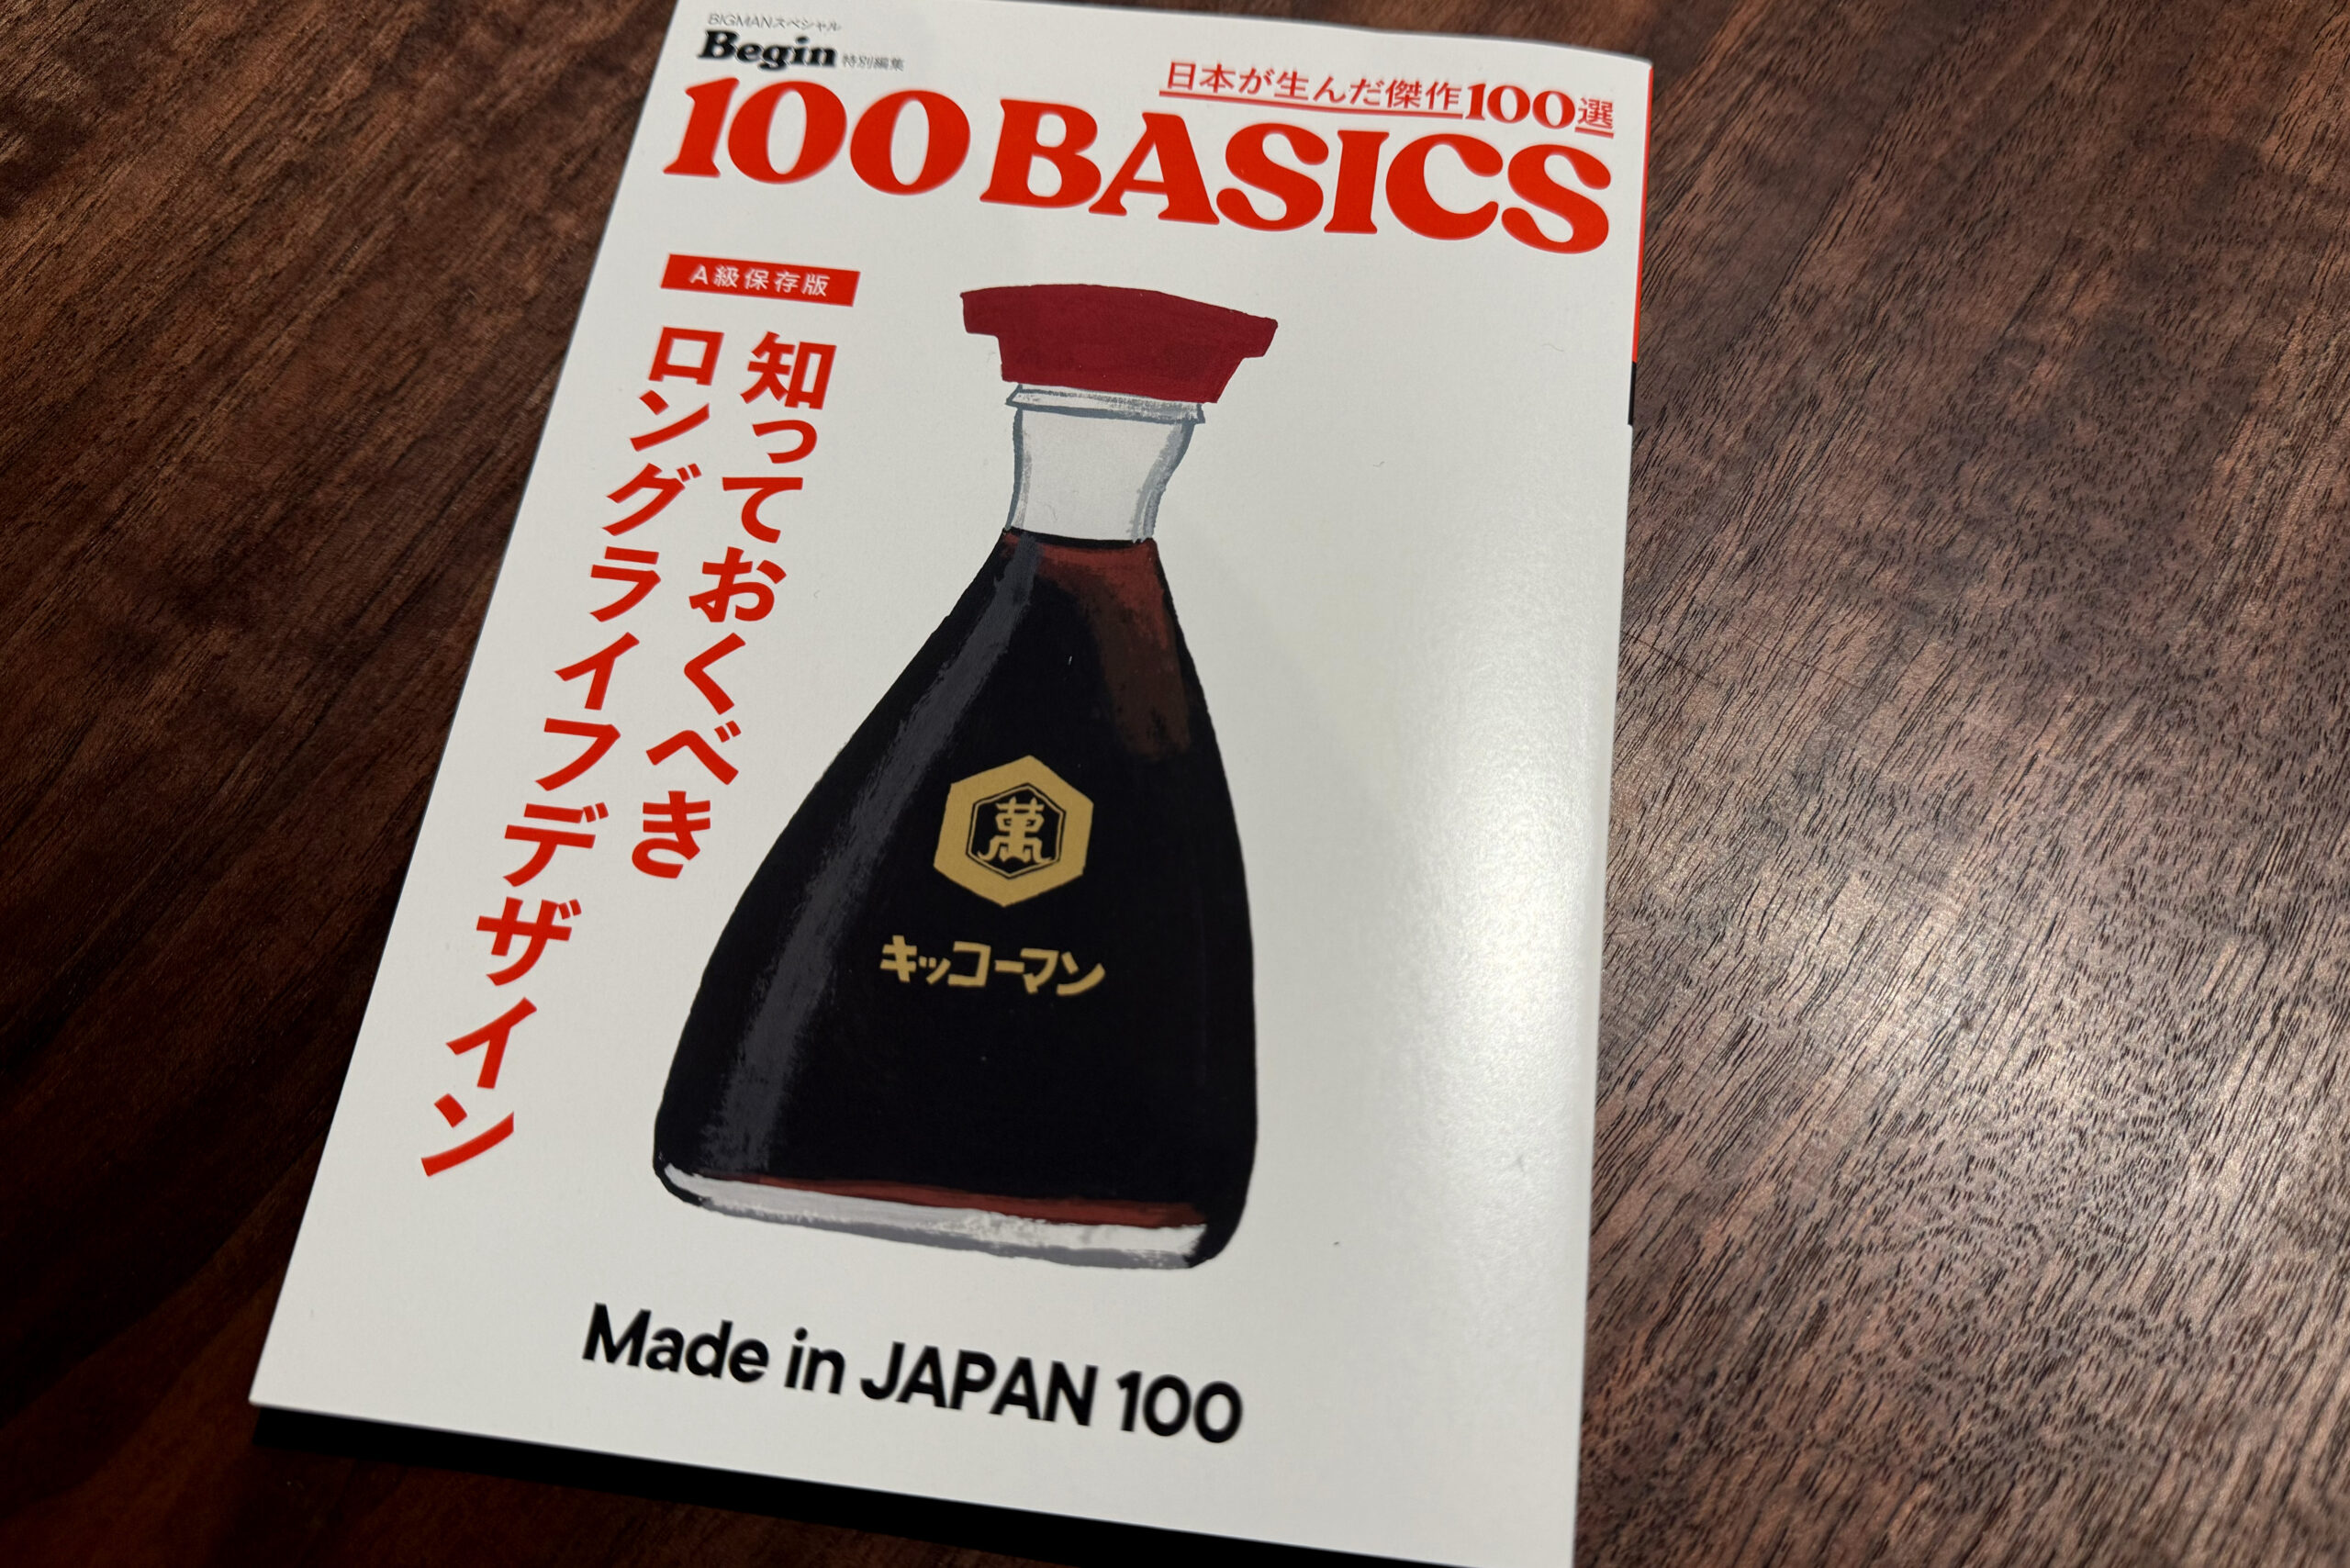 BIGMANスペシャル
Begin 特別編集
日本が生んだ傑作100選
100 BASICS
A級保存版
知っておくべき
ロングライフデザイン
萬
キッコーマン
Made in JAPAN 100